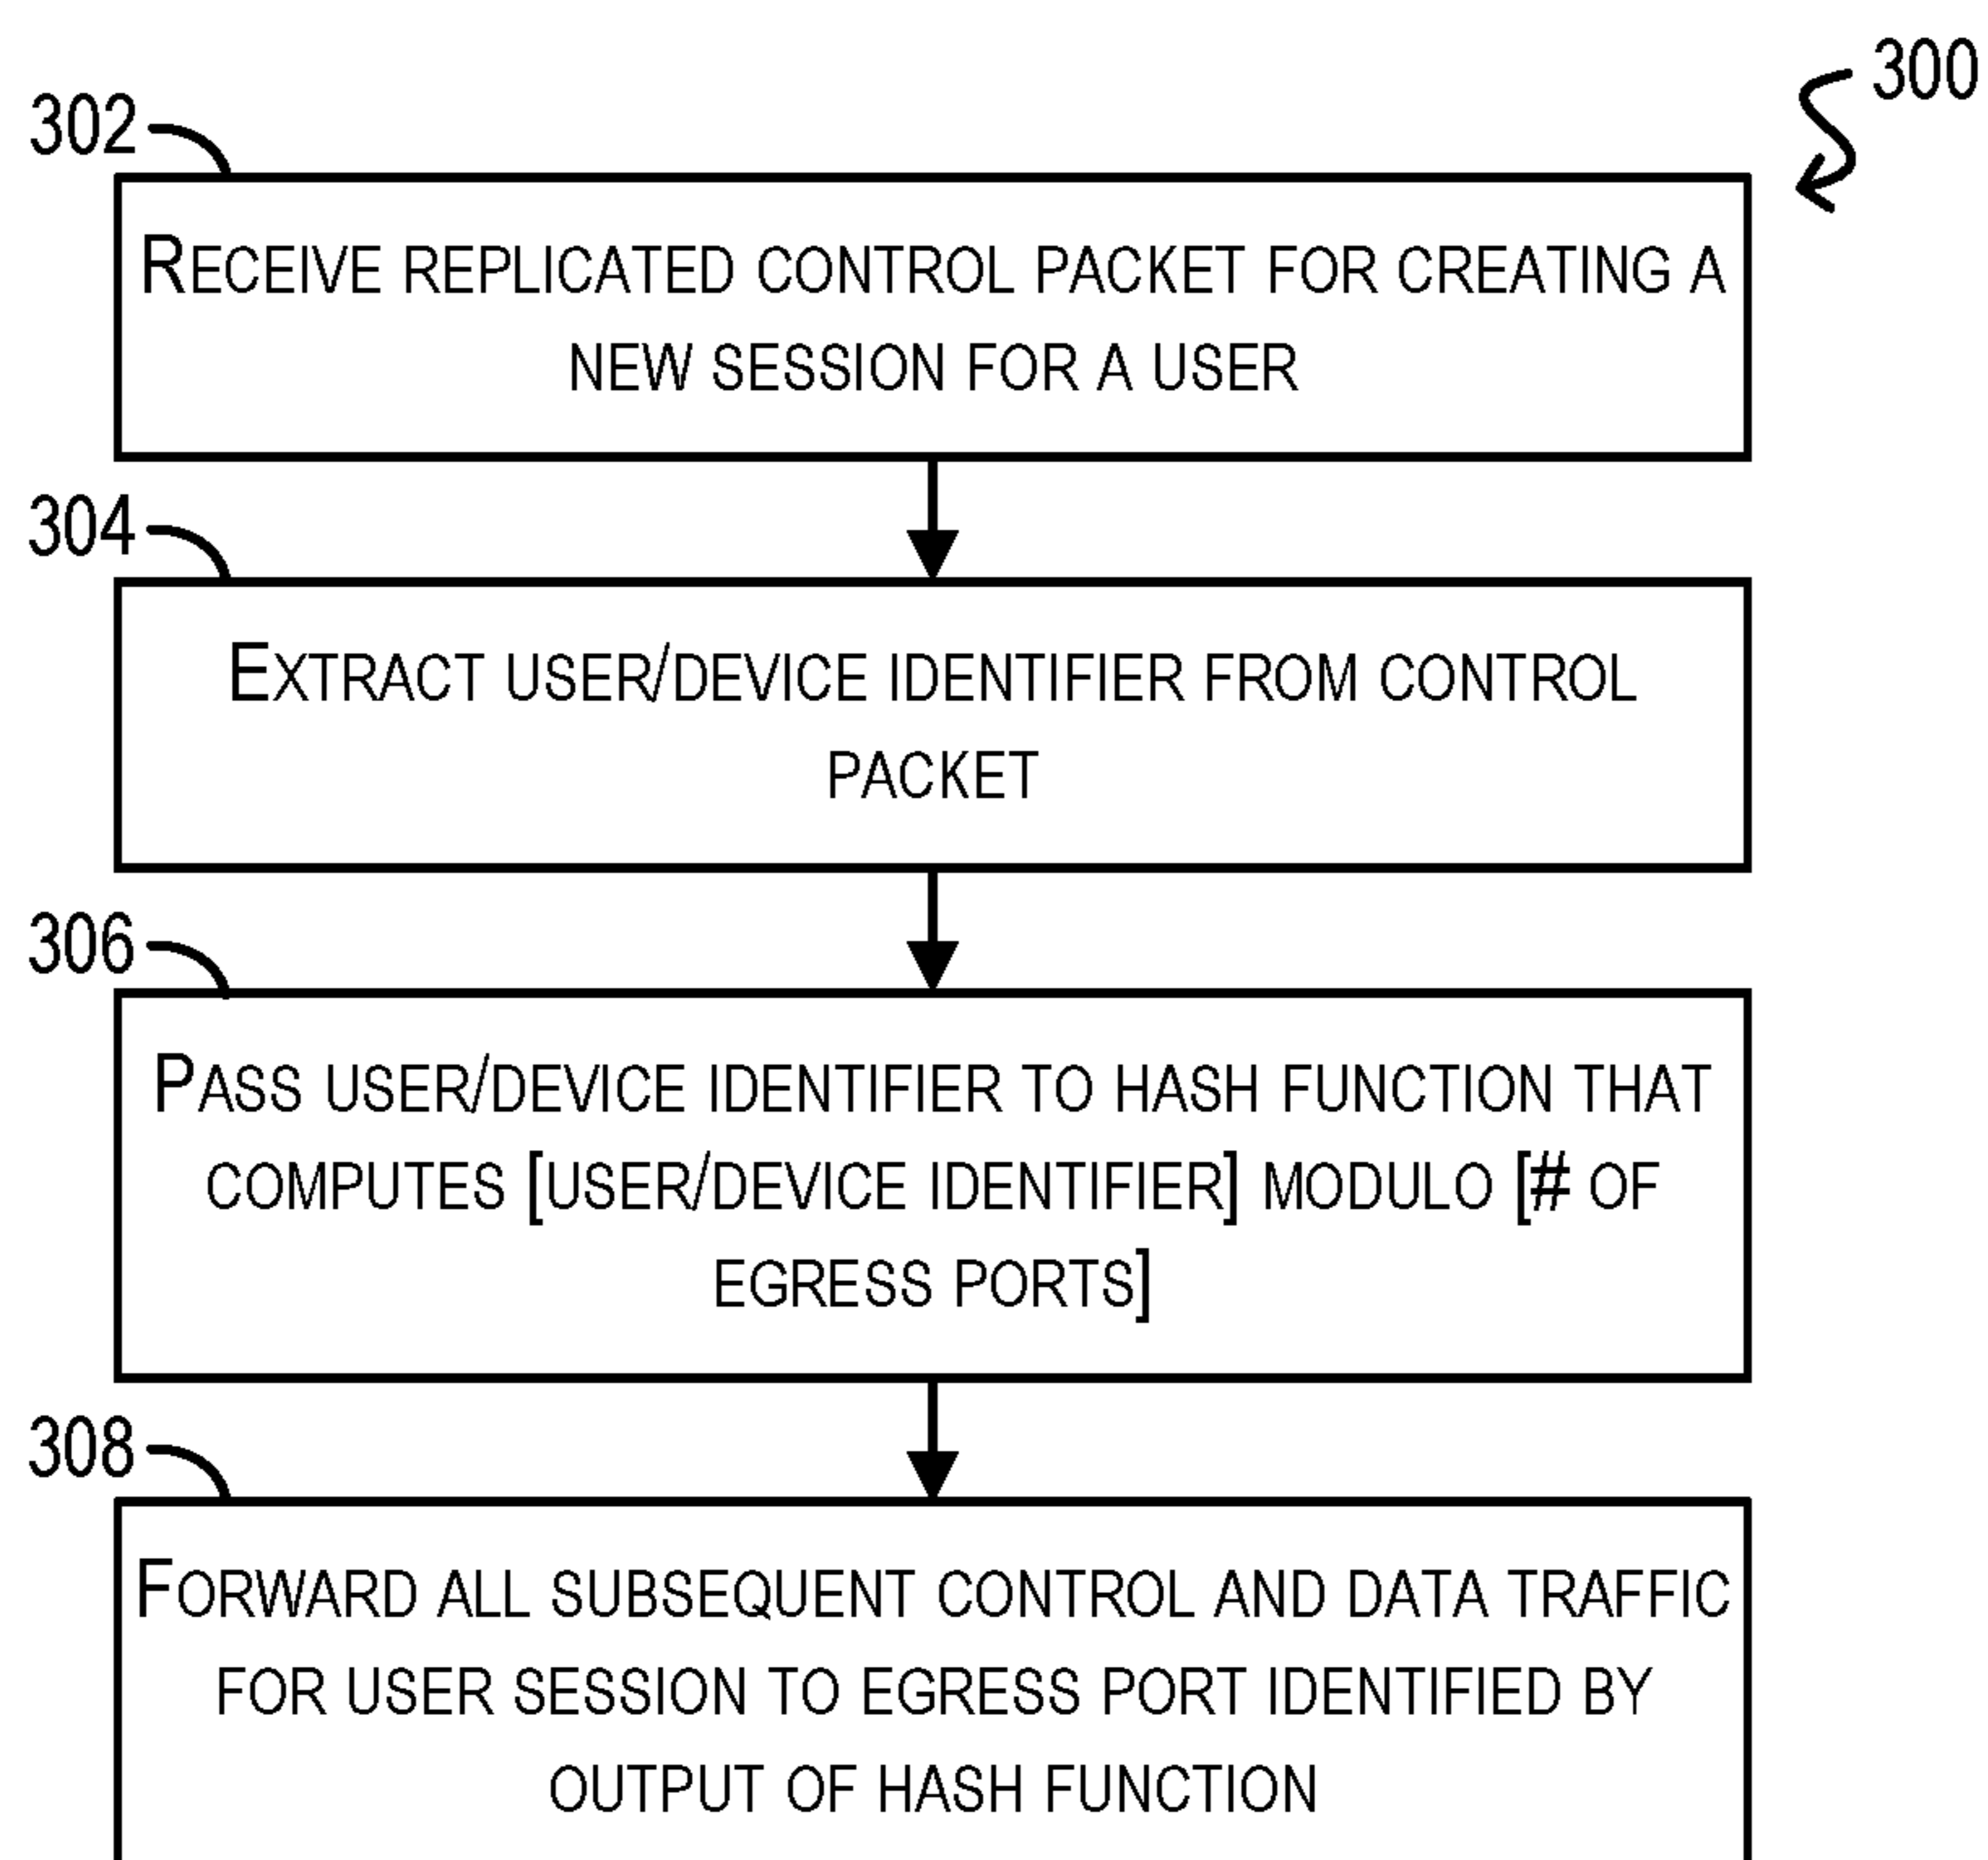 300
302
RECEIVE REPLICATED CONTROL PACKET FOR CREATING A
NEW SESSION FOR A USER
304
EXTRACT USER/DEVICE IDENTIFIER FROM CONTROL
PACKET
306
PASS USER/DEVICE IDENTIFIER TO HASH FUNCTION THAT
COMPUTES [USER/DEVICE IDENTIFIER] MODULO [# OF
EGRESS PORTS]
308
FORWARD ALL SUBSEQUENT CONTROL AND DATA TRAFFIC
FOR USER SESSION TO EGRESS PORT IDENTIFIED BY
OUTPUT OF HASH FUNCTION